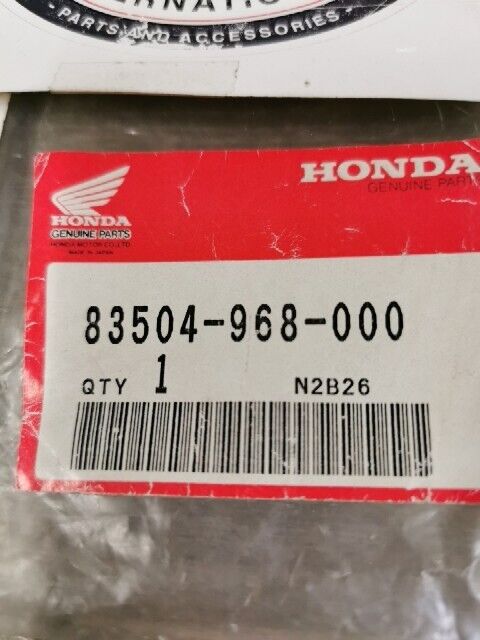 PARTS AND ACCESSORIES
HONDA
GENUINE PARTS
HONDA MOTOR CO., LTD.
MADE IN JAPAN
HONDA
GENUINE PART
83504-968-000
QTY 1 N2B26